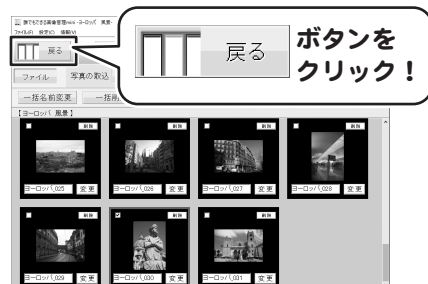 誰でもできる画像管理mini -ヨーロッパ 風景-
ファイル(F) 設定(C) 情報(V)
戻る
戻る
ボタンを
クリック！
ファイル
写真の取込
一括名前変更
一括削
【ヨーロッパ 風景】
削除
削除
削除
削除
ヨーロッパ_025
変更
ヨーロッパ_026
変更
ヨーロッパ_027
変更
ヨーロッパ_028
変更
削除
削除
削除
ヨーロッパ_029
変更
ヨーロッパ_030
変更
ヨーロッパ_031
変更